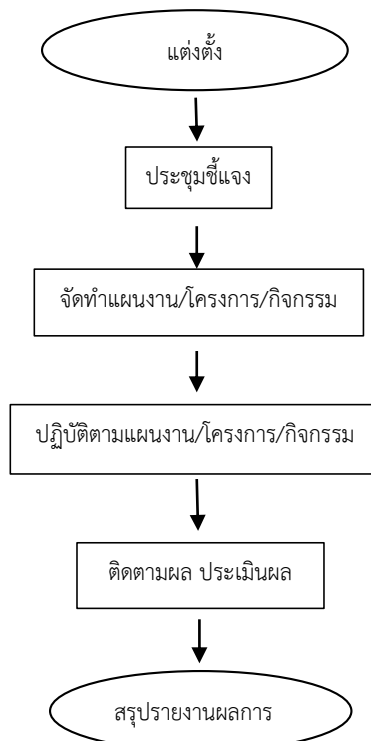 แต่งตั้ง
ประชุมชี้แจง
จัดทำแผนงาน/โครงการ/กิจกรรม
ปฏิบัติตามแผนงาน/โครงการ/กิจกรรม
ติดตามผล ประเมินผล
สรุปรายงานผลการ